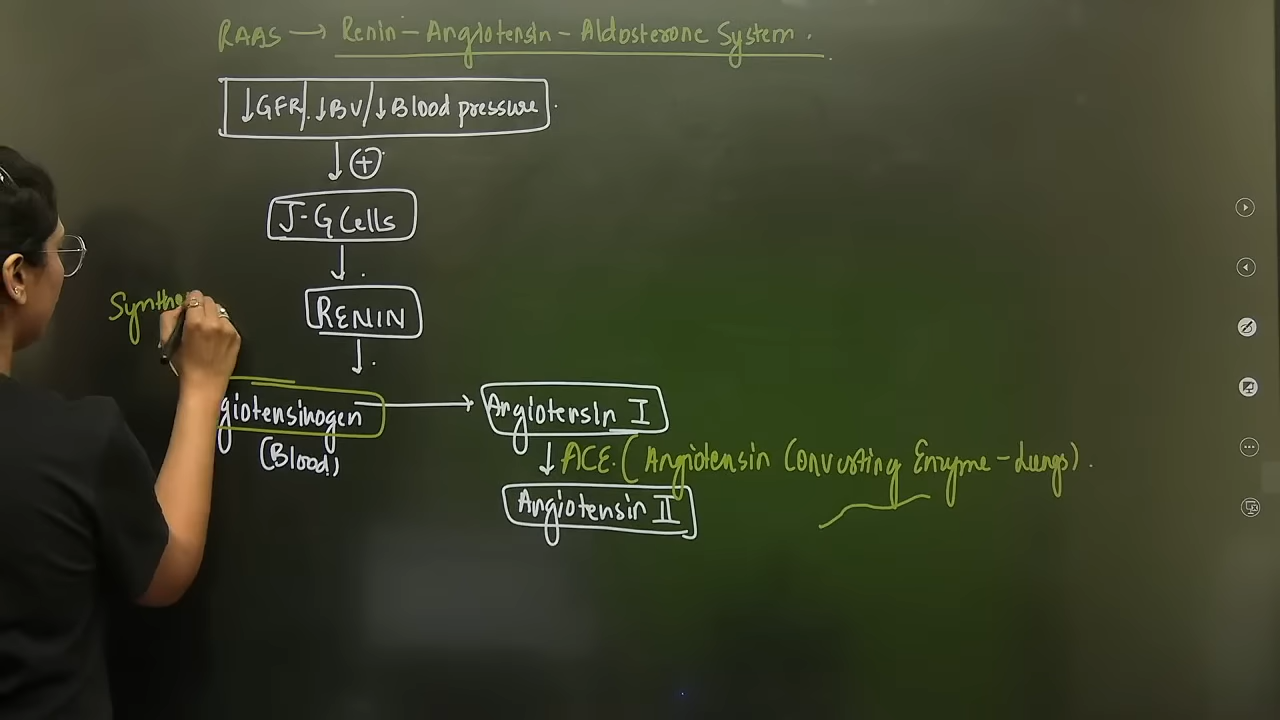 RAAS → Renin-Angiotensin-Aldosterone System.
↓GFR/↓BV/↓Blood pressure
↓ ⊕
J-G Cells
↓
Synthe
RENIN
↓
giotensinogen → Angiotensin I
(Blood)
↓ ACE. (Angiotensin Converting Enzyme-Lungs).
Angiotensin II